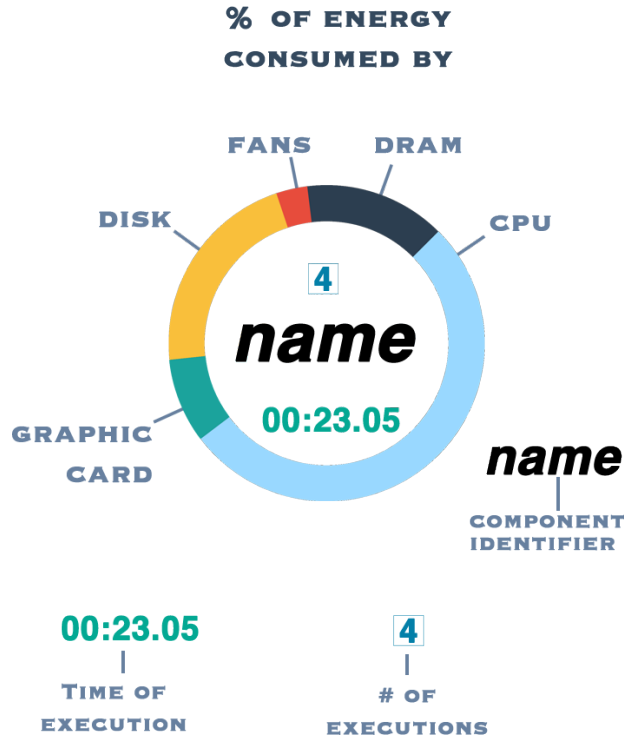 % OF ENERGY
CONSUMED BY
FANS
DRAM
DISK
CPU
4
name
00:23.05
GRAPHIC
CARD
name
COMPONENT
IDENTIFIER
00:23.05
4
TIME OF
EXECUTION
# OF
EXECUTIONS